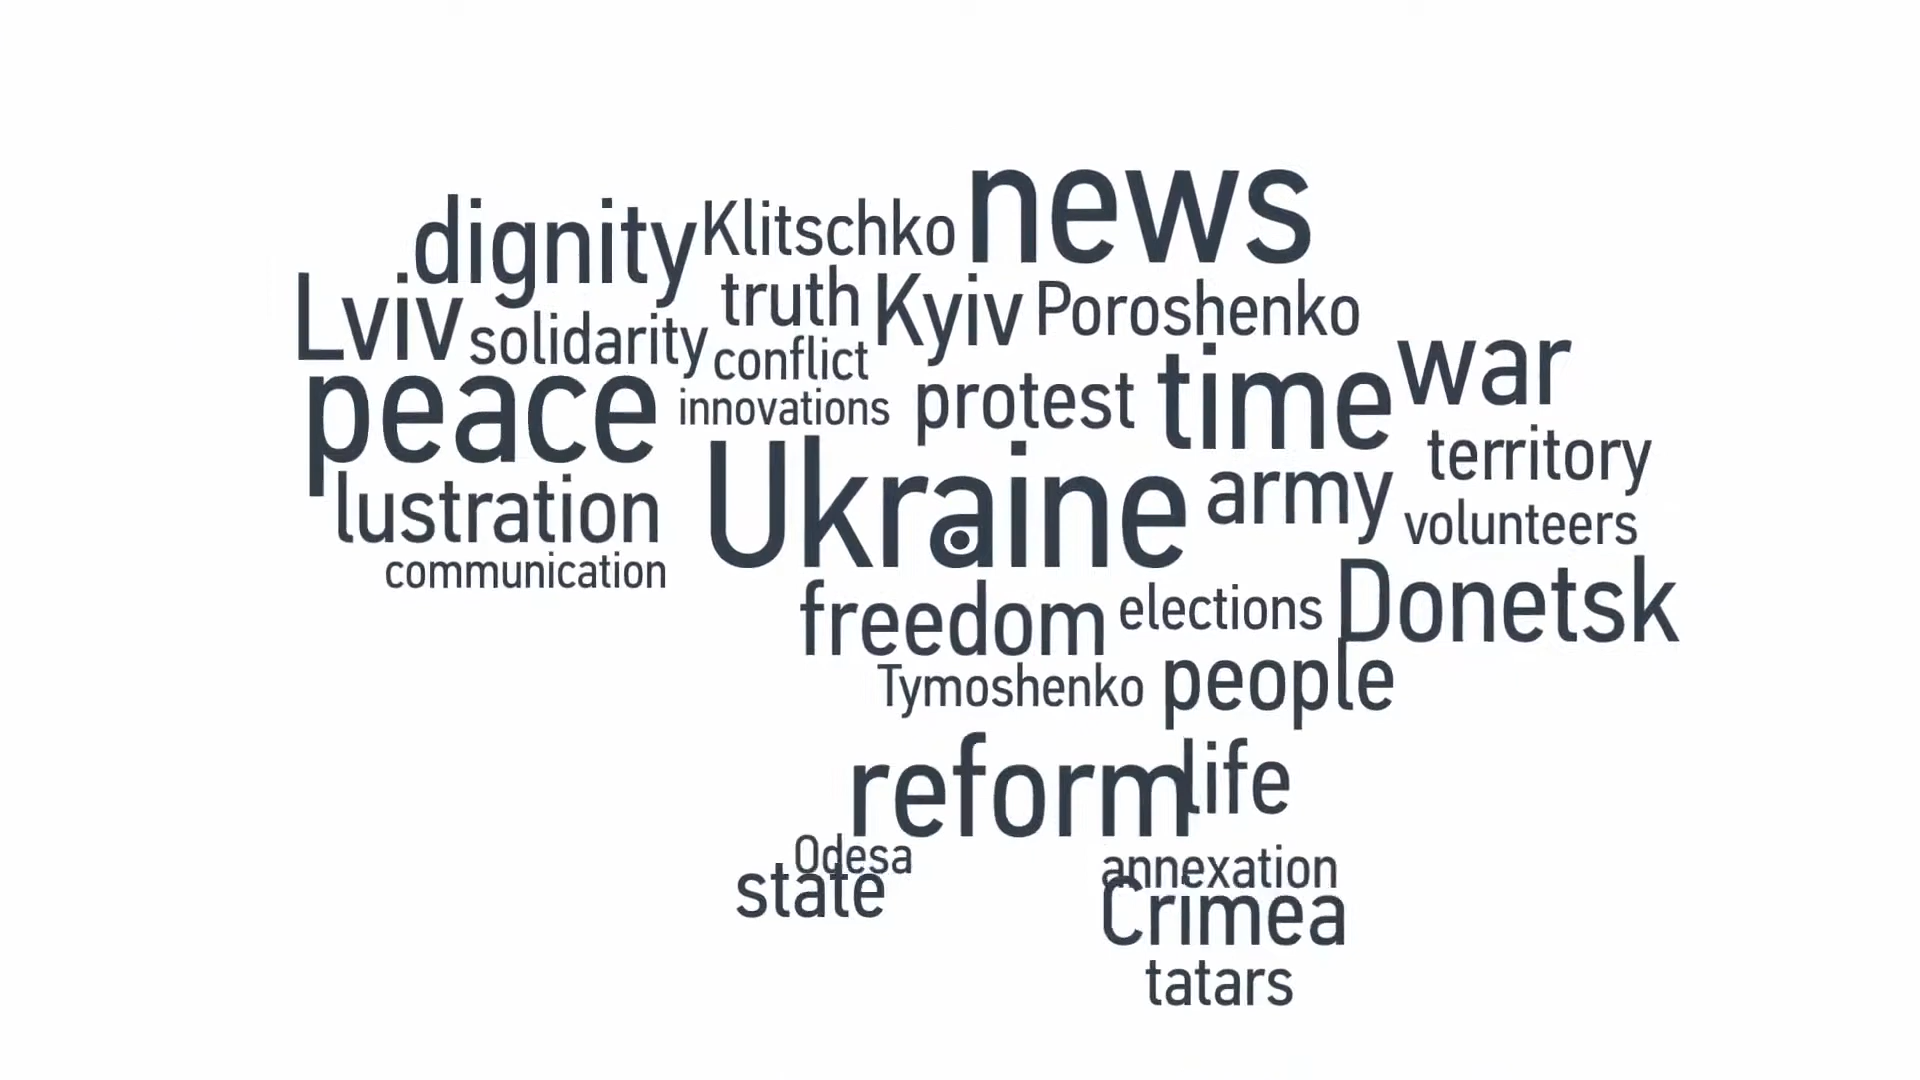 news
dignity Klitschko
Lviv solidarity truth Kyiv Poroshenko
conflict
peace innovations protest time war
territory
lustration Ukraine army volunteers
communication
freedom elections Donetsk
Tymoshenko people
reform life
Odesa
state annexation
Crimea
tatars